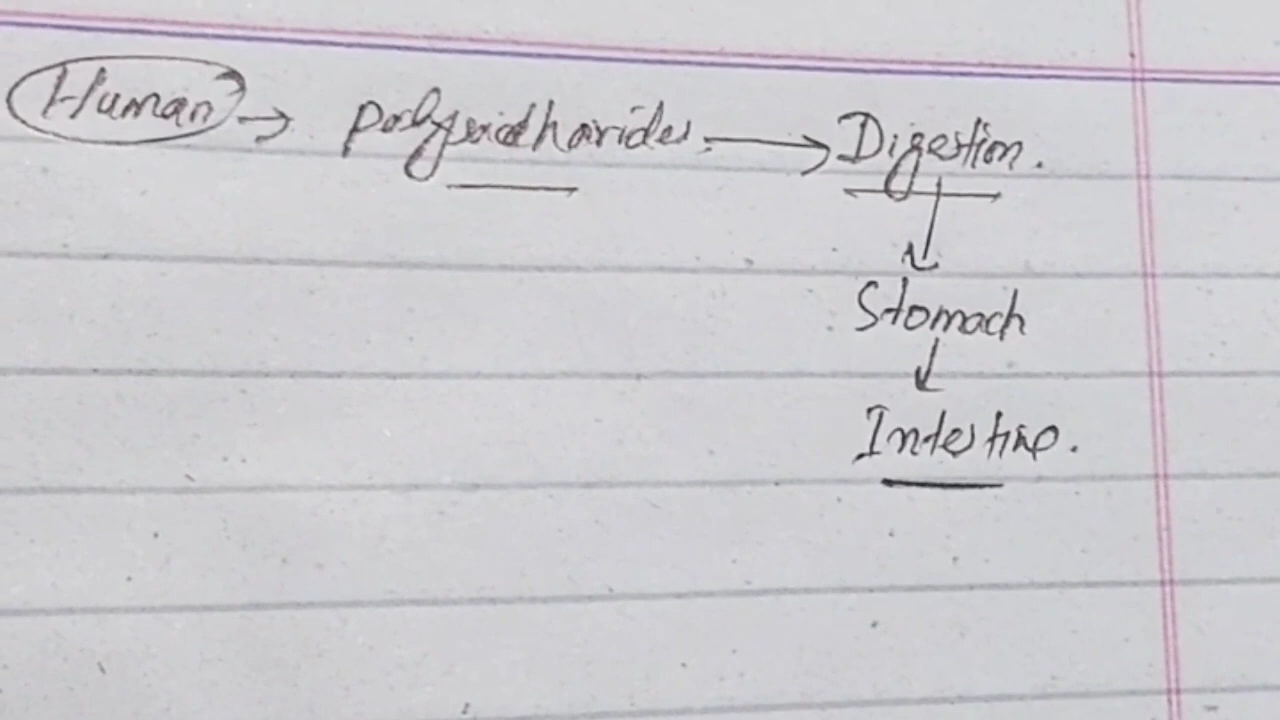 Human → polysaccharides. → Digestion.
↓
Stomach
↓
Intestine.